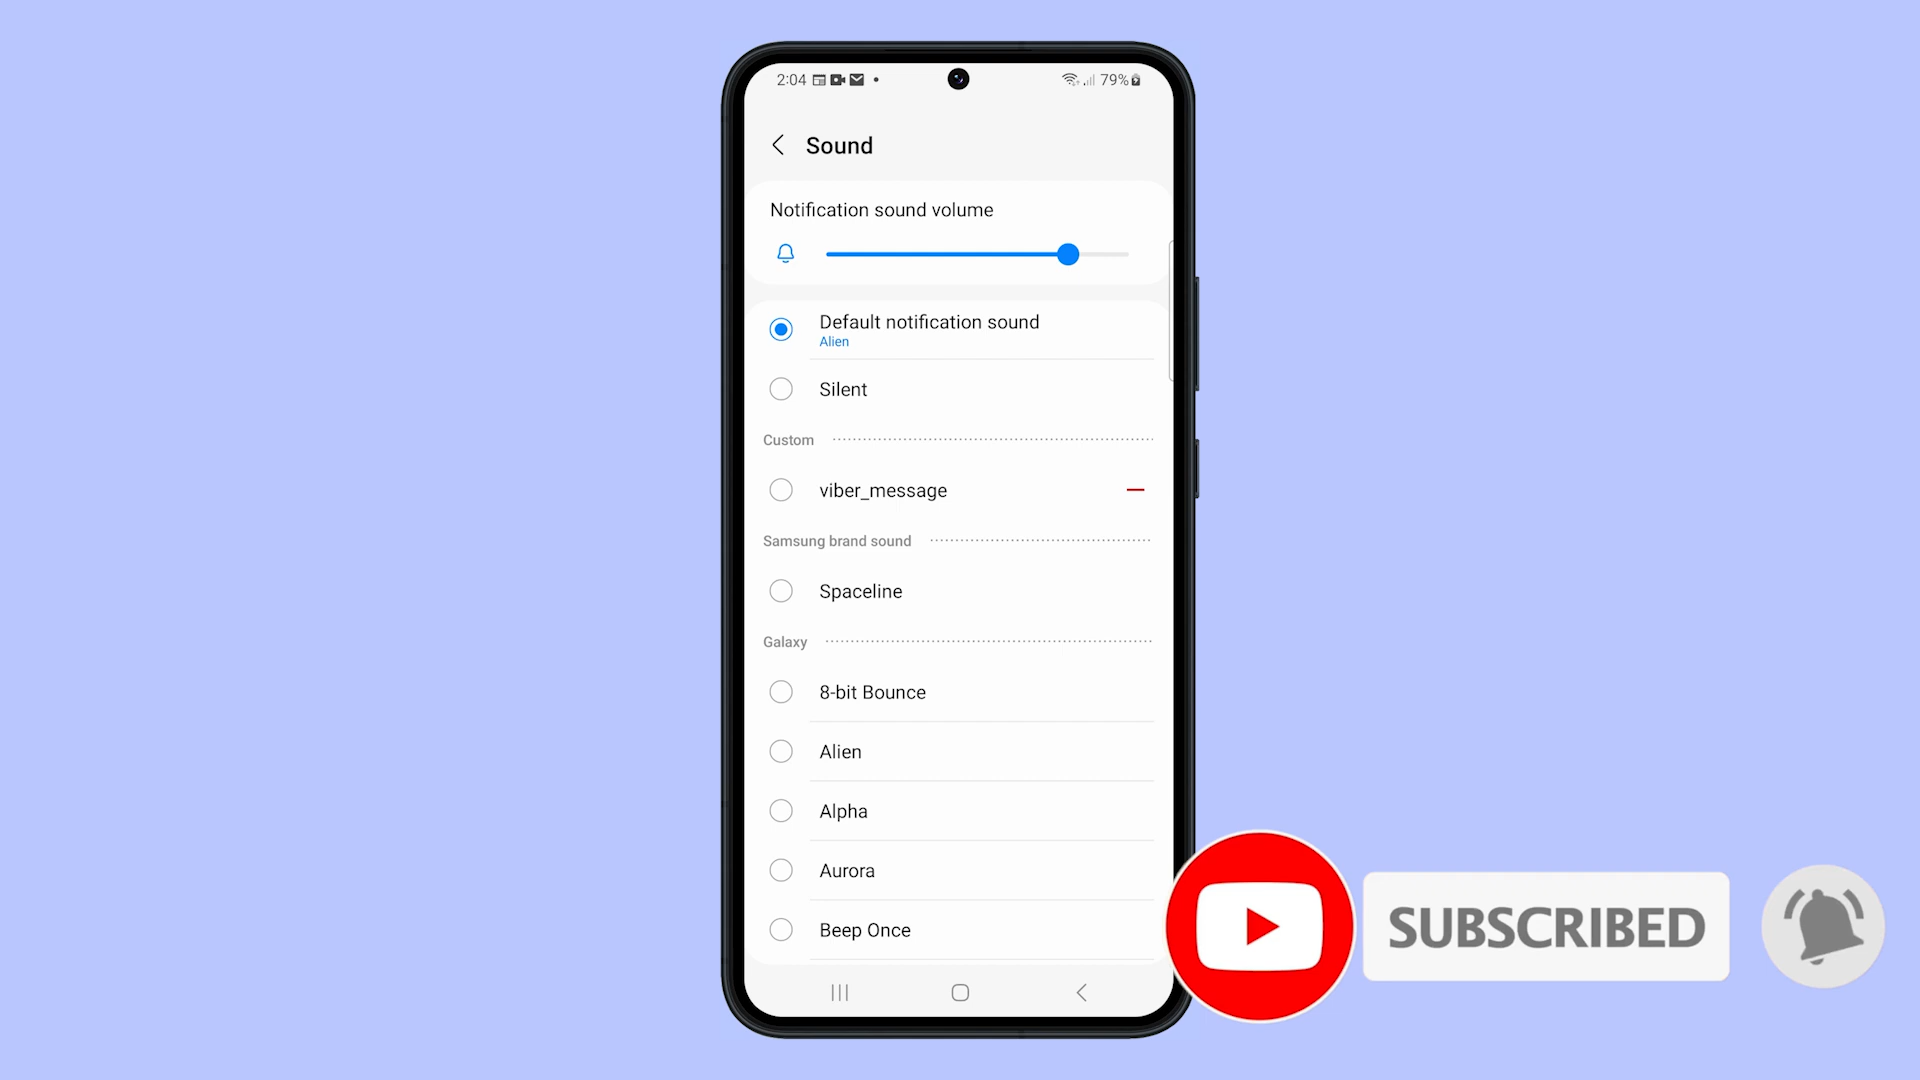 2:04
79%
Sound
Notification sound volume
Default notification sound
Alien
Silent
Custom
viber_message
Samsung brand sound
Spaceline
Galaxy
8-bit Bounce
Alien
Alpha
Aurora
Beep Once
SUBSCRIBED